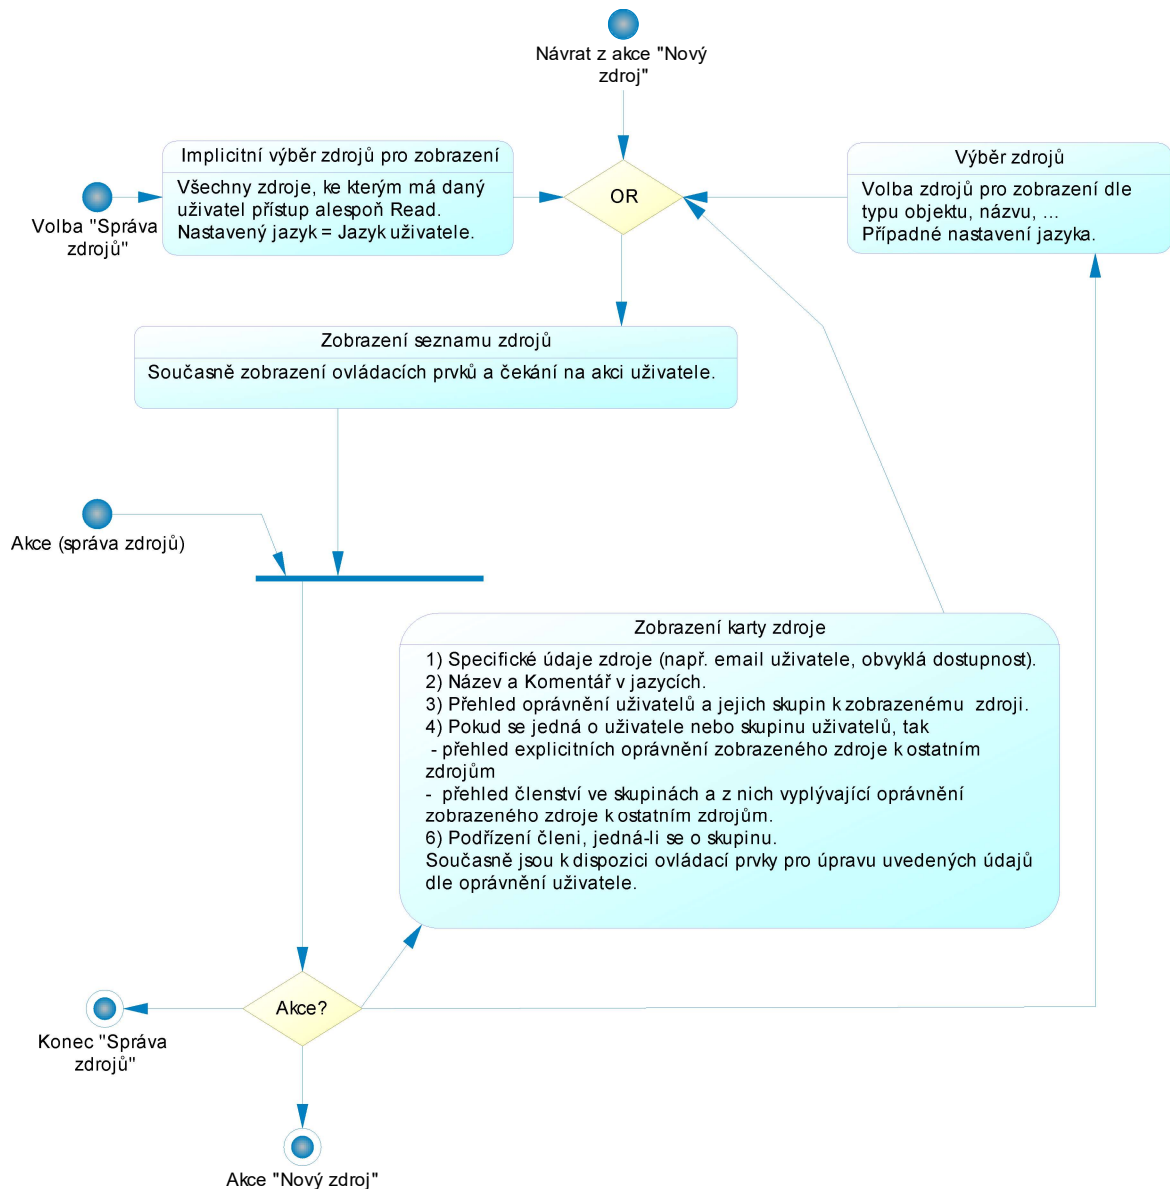 Návrat z akce "Nový
zdroj"
Implicitní výběr zdrojů pro zobrazení
Všechny zdroje, ke kterým má daný
uživatel přístup alespoň Read.
Nastavený jazyk = Jazyk uživatele.
OR
Výběr zdrojů
Volba zdrojů pro zobrazení dle
typu objektu, názvu, ...
Případné nastavení jazyka.
Volba "Správa
zdrojů"
Zobrazení seznamu zdrojů
Současně zobrazení ovládacích prvků a čekání na akci uživatele.
Akce (správa zdrojů)
Zobrazení karty zdroje
1) Specifické údaje zdroje (např. email uživatele, obvyklá dostupnost).
2) Název a Komentář v jazycích.
3) Přehled oprávnění uživatelů a jejich skupin k zobrazenému zdroji.
4) Pokud se jedná o uživatele nebo skupinu uživatelů, tak
- přehled explicitních oprávnění zobrazeného zdroje k ostatním
zdrojům
- přehled členství ve skupinách a z nich vyplývající oprávnění
zobrazeného zdroje k ostatním zdrojům.
6) Podřízení členi, jedná-li se o skupinu.
Současně jsou k dispozici ovládací prvky pro úpravu uvedených údajů
dle oprávnění uživatele.
Akce?
Konec "Správa
zdrojů"
Akce "Nový zdroj"